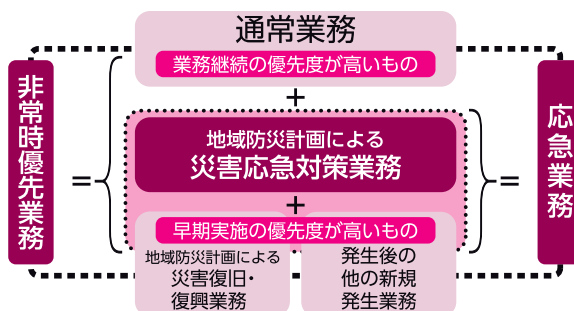 通常業務
業務継続の優先度が高いもの
+
非常時優先業務
=
地域防災計画による
災害応急対策業務
=
応急業務
+
早期実施の優先度が高いもの
地域防災計画による
災害復旧・
復興業務
発生後の
他の新規
発生業務